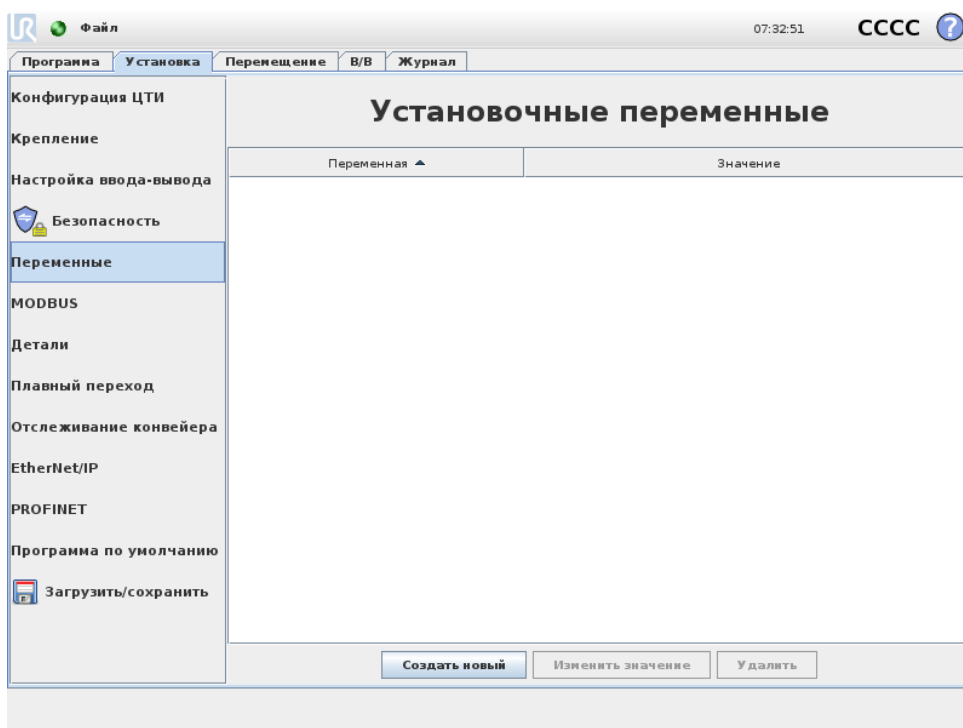 UR Файл 07:32:51 CCCC ?
Программа Установка Перемещение В/В Журнал
Конфигурация ЦТИ
Крепление
Настройка ввода-вывода
Безопасность
Переменные
MODBUS
Детали
Плавный переход
Отслеживание конвейера
EtherNet/IP
PROFINET
Программа по умолчанию
Загрузить/сохранить
Установочные переменные
Переменная Значение
Создать новый Изменить значение Удалить